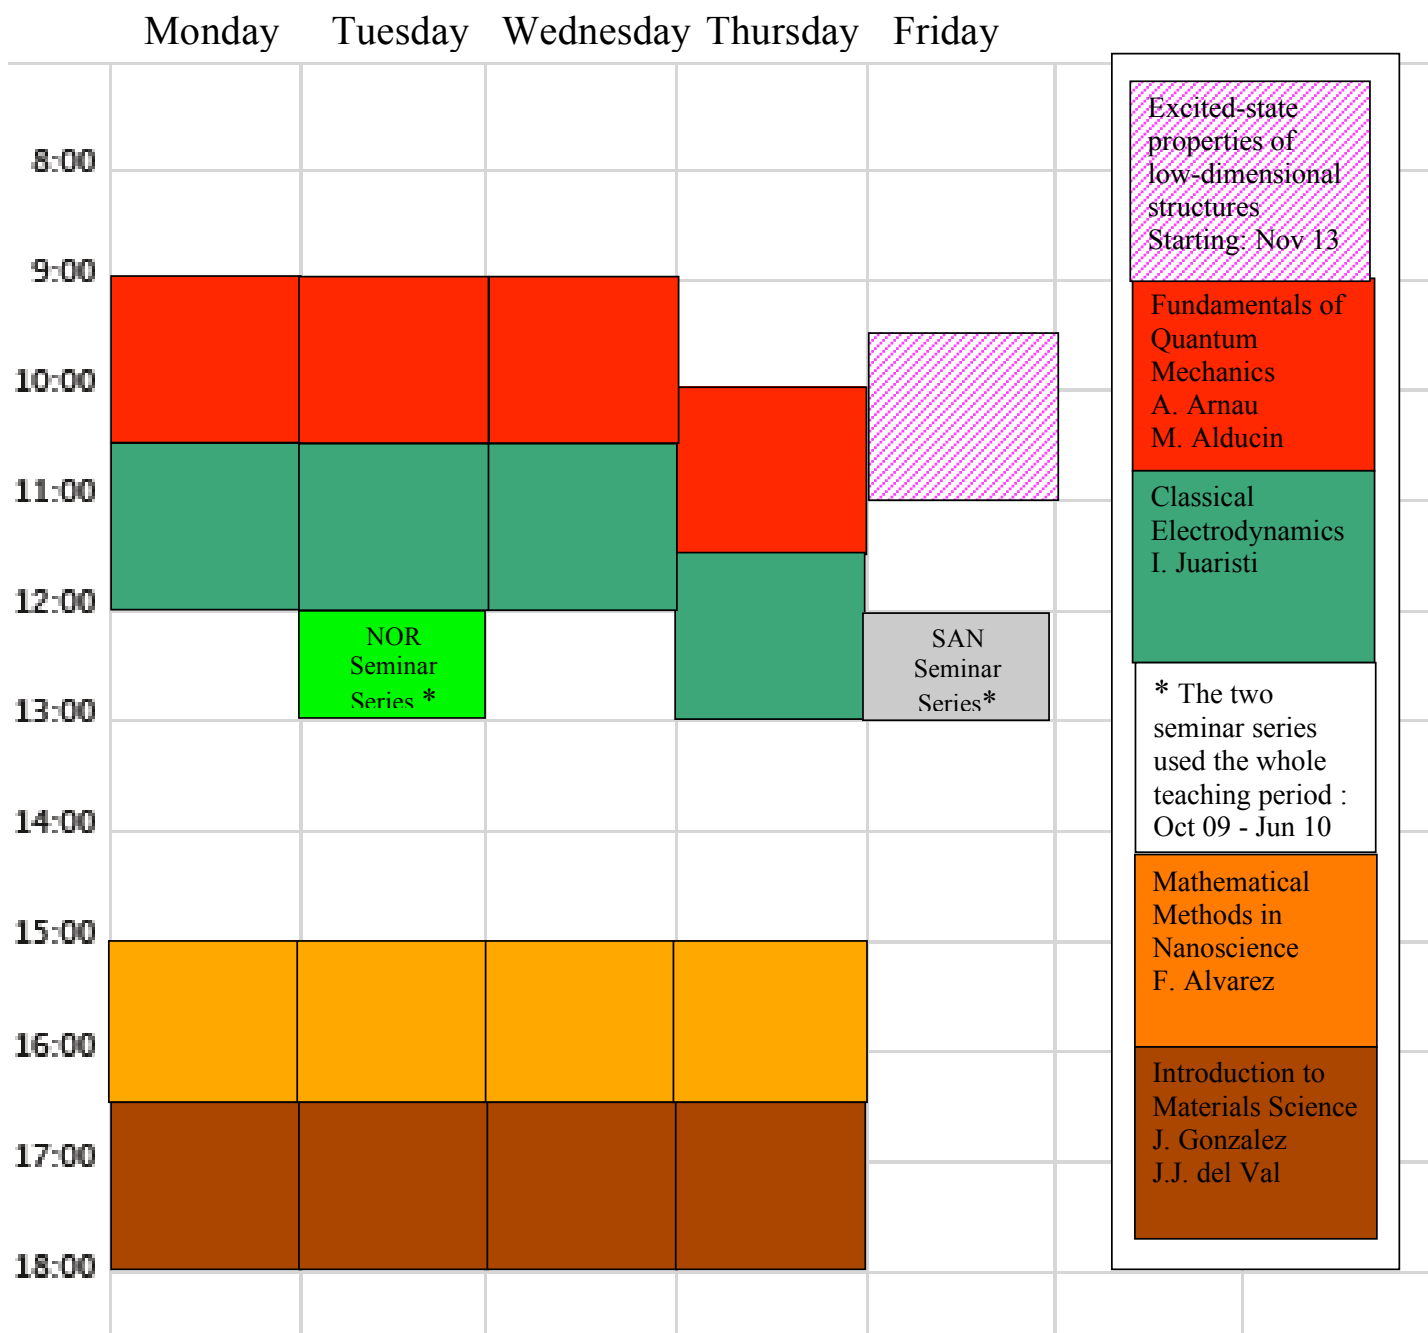 Monday Tuesday Wednesday Thursday Friday
8:00
9:00
10:00
11:00
12:00
13:00
14:00
15:00
16:00
17:00
18:00
NOR
Seminar
Series *
SAN
Seminar
Series*
Excited-state
properties of
low-dimensional
structures
Starting: Nov 13
Fundamentals of
Quantum
Mechanics
A. Arnau
M. Alducin
Classical
Electrodynamics
I. Juaristi
* The two
seminar series
used the whole
teaching period :
Oct 09 - Jun 10
Mathematical
Methods in
Nanoscience
F. Alvarez
Introduction to
Materials Science
J. Gonzalez
J.J. del Val